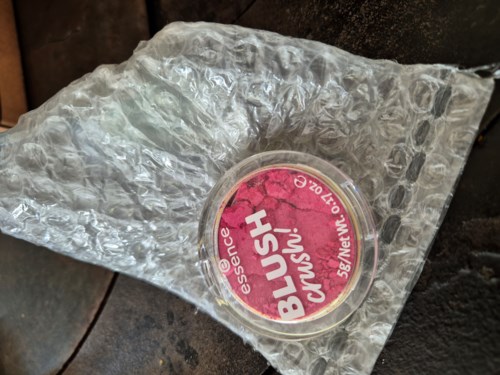 essence
BLUSH
crush!
5g/Net Wt. 0.17 oz. ℮